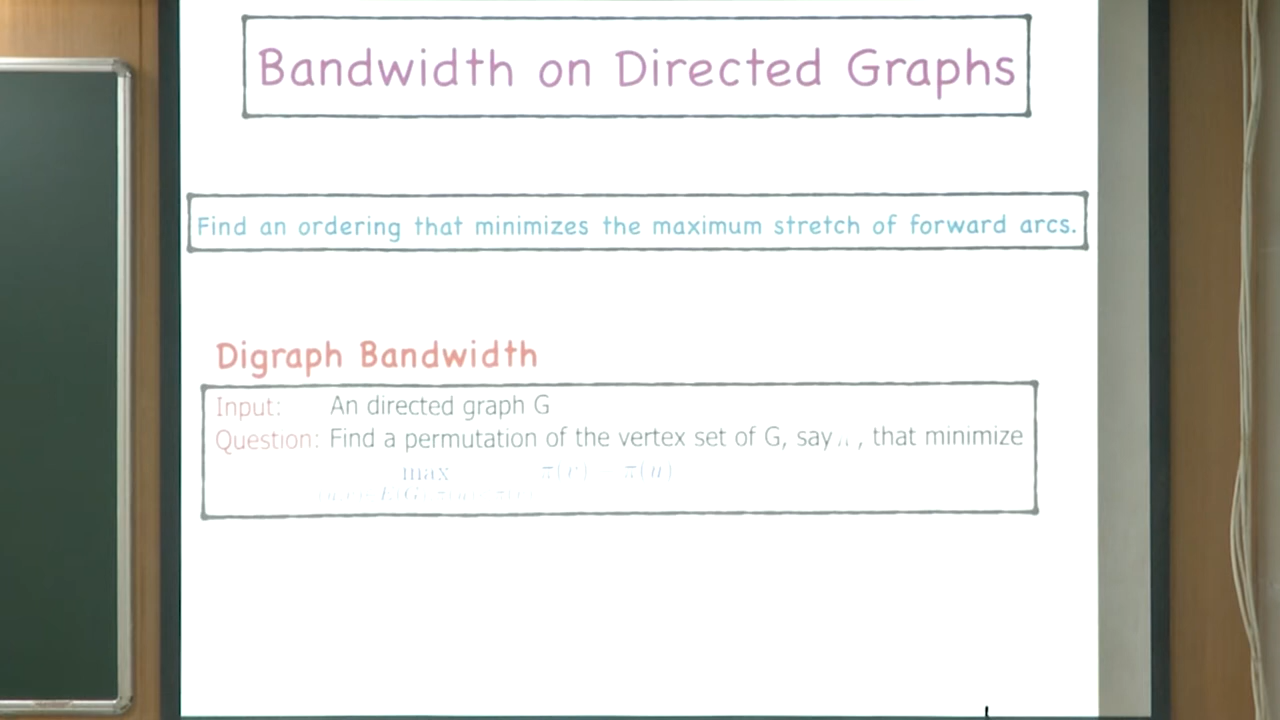 Bandwidth on Directed Graphs
Find an ordering that minimizes the maximum stretch of forward arcs.
Digraph Bandwidth
Input: An directed graph G
Question: Find a permutation of the vertex set of G, say , that minimize
max π(v) - π(u)